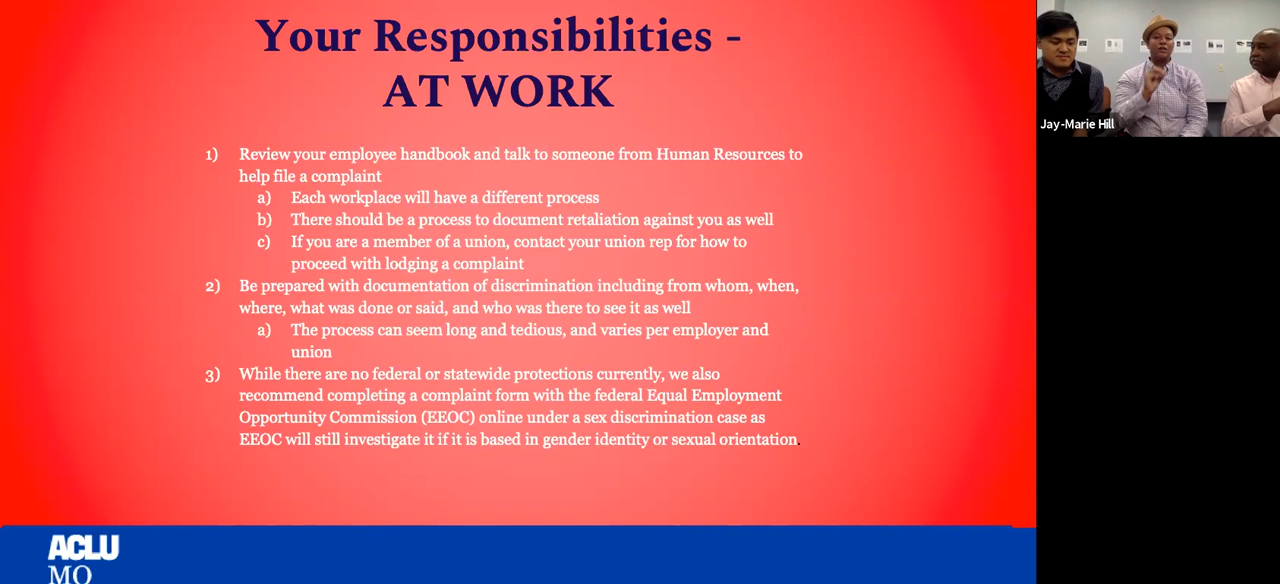 Your Responsibilities -
AT WORK
1) Review your employee handbook and talk to someone from Human Resources to
help file a complaint
a) Each workplace will have a different process
b) There should be a process to document retaliation against you as well
c) If you are a member of a union, contact your union rep for how to
proceed with lodging a complaint
2) Be prepared with documentation of discrimination including from whom, when,
where, what was done or said, and who was there to see it as well
a) The process can seem long and tedious, and varies per employer and
union
3) While there are no federal or statewide protections currently, we also
recommend completing a complaint form with the federal Equal Employment
Opportunity Commission (EEOC) online under a sex discrimination case as
EEOC will still investigate it if it is based in gender identity or sexual orientation.
ACLU
MO
Jay-Marie Hill